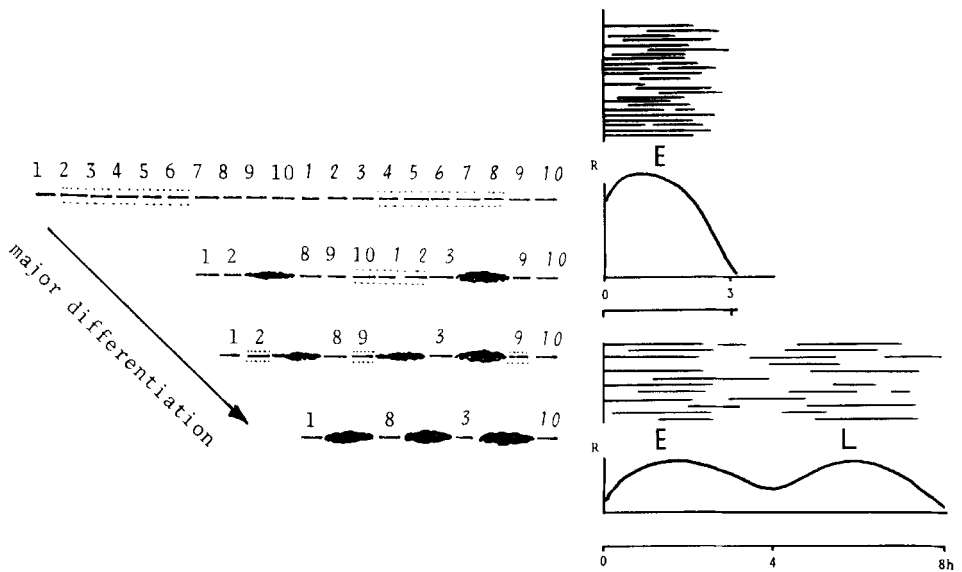 E
R
1 2 3 4 5 6 7 8 9 10 1 2 3 4 5 6 7 8 9 10
0 3
1 2 8 9 10 1 2 3 9 10
major differentiation
1 2 8 9 3 9 10
1 8 3 10
E L
R
0 4 8h